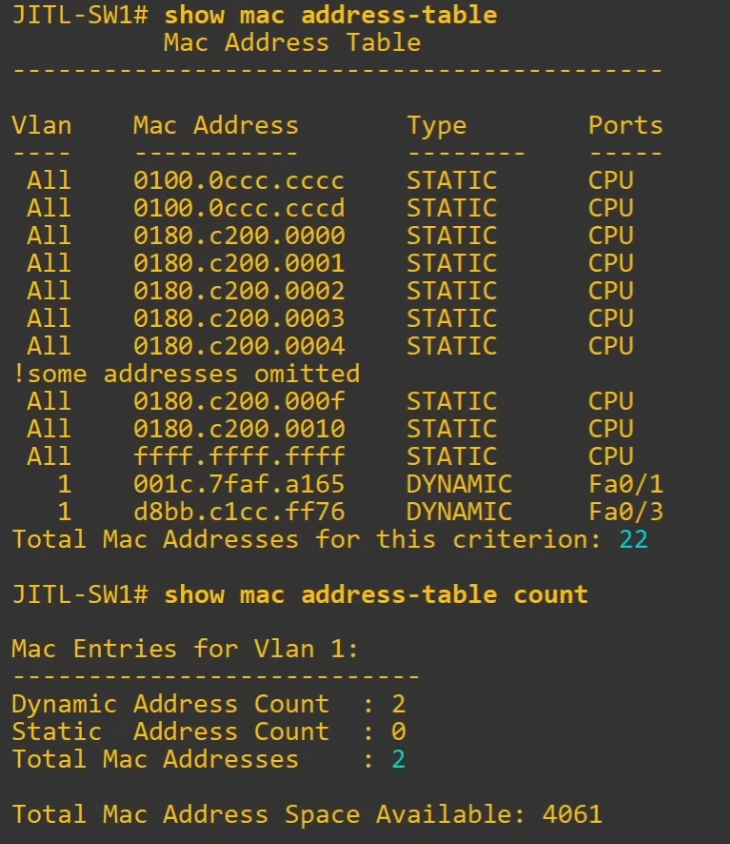 JITL-SW1# show mac address-table
Mac Address Table
-------------------------------------------
Vlan    Mac Address       Type        Ports
----    -----------       --------    -----
All    0100.0ccc.cccc    STATIC      CPU
All    0100.0ccc.cccd    STATIC      CPU
All    0180.c200.0000    STATIC      CPU
All    0180.c200.0001    STATIC      CPU
All    0180.c200.0002    STATIC      CPU
All    0180.c200.0003    STATIC      CPU
All    0180.c200.0004    STATIC      CPU
!some addresses omitted
All    0180.c200.000f    STATIC      CPU
All    0180.c200.0010    STATIC      CPU
All    ffff.ffff.ffff    STATIC      CPU
1    001c.7faf.a165    DYNAMIC     Fa0/1
1    d8bb.c1cc.ff76    DYNAMIC     Fa0/3
Total Mac Addresses for this criterion: 22
JITL-SW1# show mac address-table count
Mac Entries for Vlan 1:
---------------------------
Dynamic Address Count  : 2
Static  Address Count  : 0
Total Mac Addresses    : 2
Total Mac Address Space Available: 4061